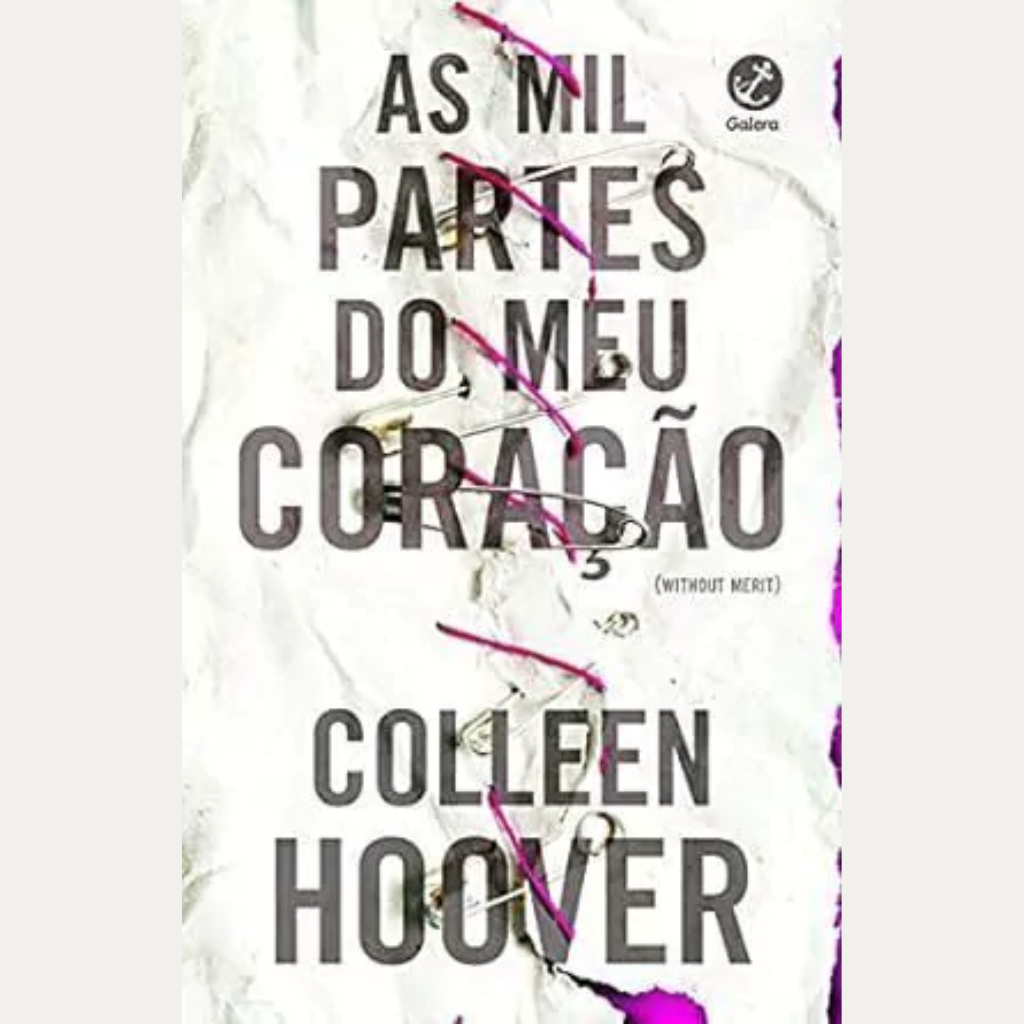 AS MIL
Galera
PARTES
DO MEU
CORAÇÃO
(WITHOUT MERIT)
COLLEEN
HOOVER